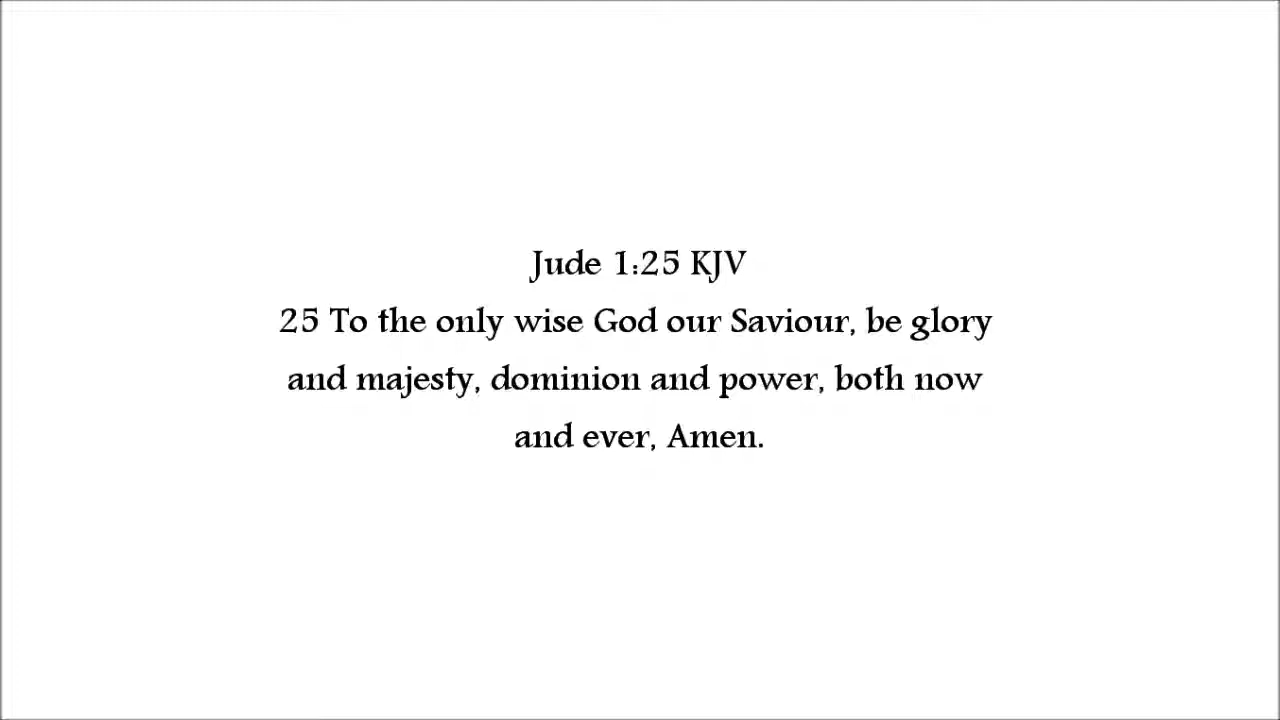 Jude 1:25 KJV
25 To the only wise God our Saviour, be glory
and majesty, dominion and power, both now
and ever, Amen.